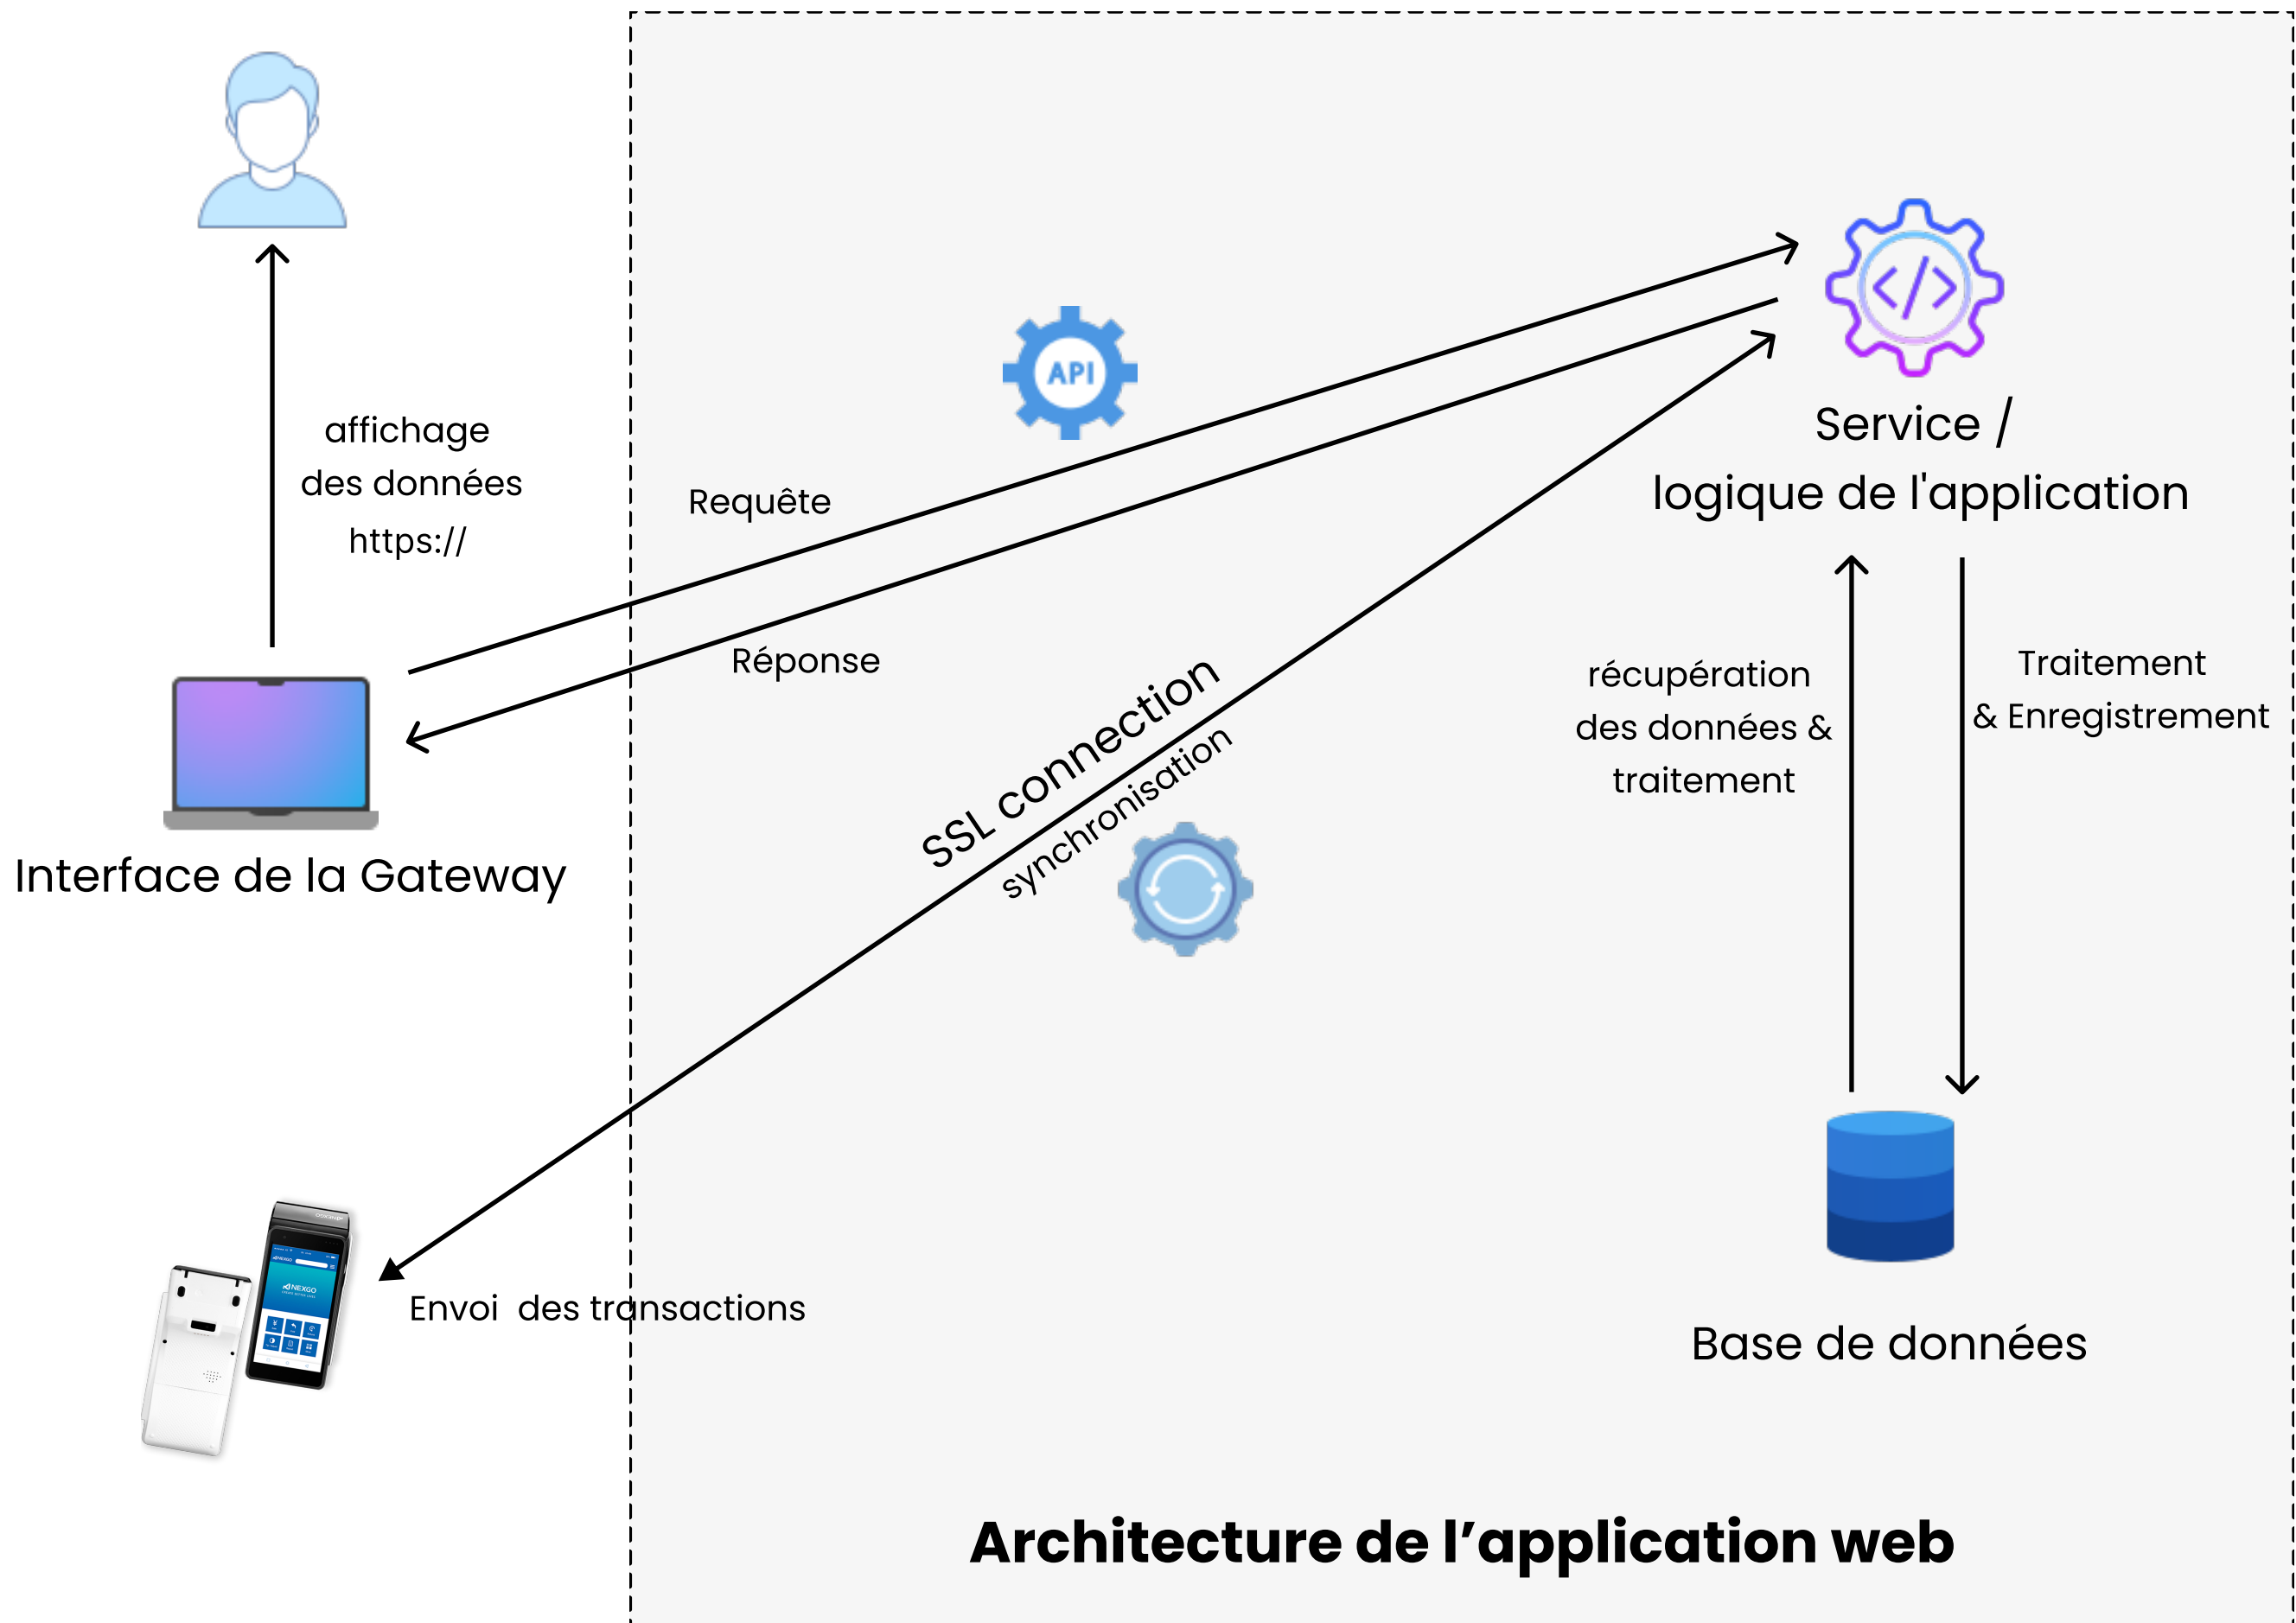 API
Service /
logique de l'application
affichage
des données
https://
Requête
Réponse
SSL connection
synchronisation
récupération
des données &
traitement
Traitement
& Enregistrement
Interface de la Gateway
NEXGO
Envoi  des transactions
Base de données
Architecture de l’application web